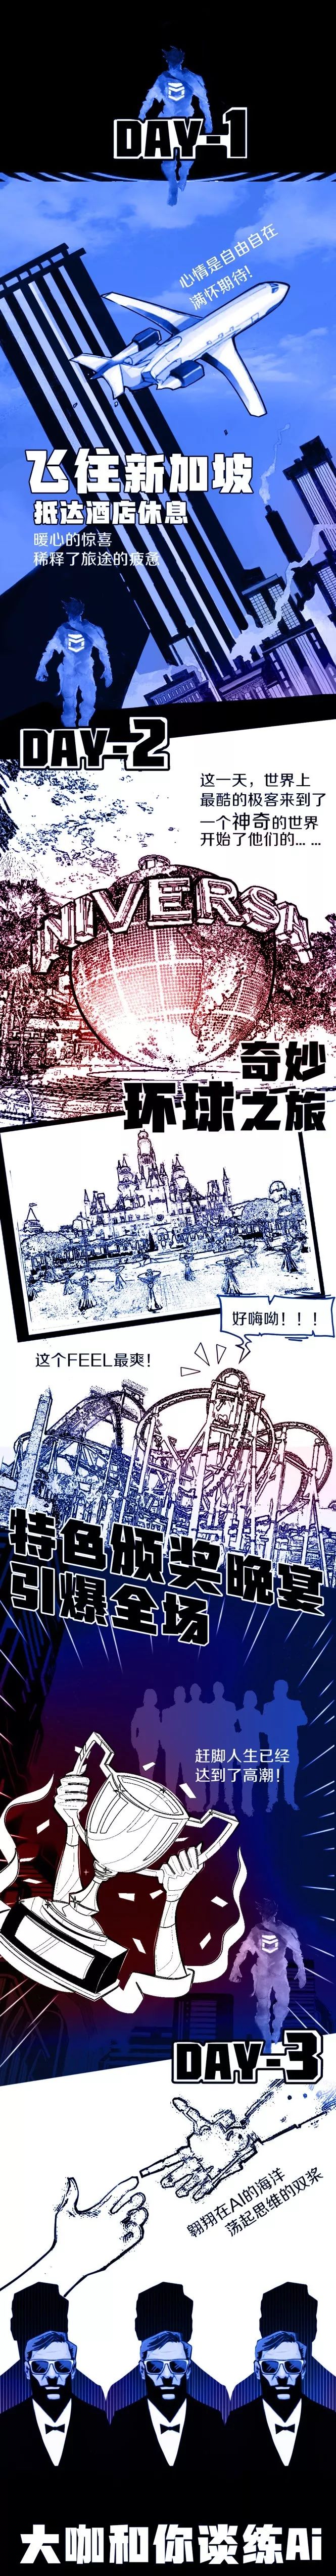 DAY-1
心情是自由自在
满怀期待!
飞往新加坡
抵达酒店休息
暖心的惊喜
稀释了旅途的疲惫
DAY-2
这一天，世界上
最酷的极客来到了
一个神奇的世界
开始了他们的... ...
NIVERSA
奇妙
环球之旅
好嗨呦！！！
这个FEEL最爽！
特色颁奖晚宴
引爆全场
赶脚人生已经
达到了高潮！
DAY-3
翱翔在AI的海洋
荡起思维的双桨
大咖和你谈练Ai